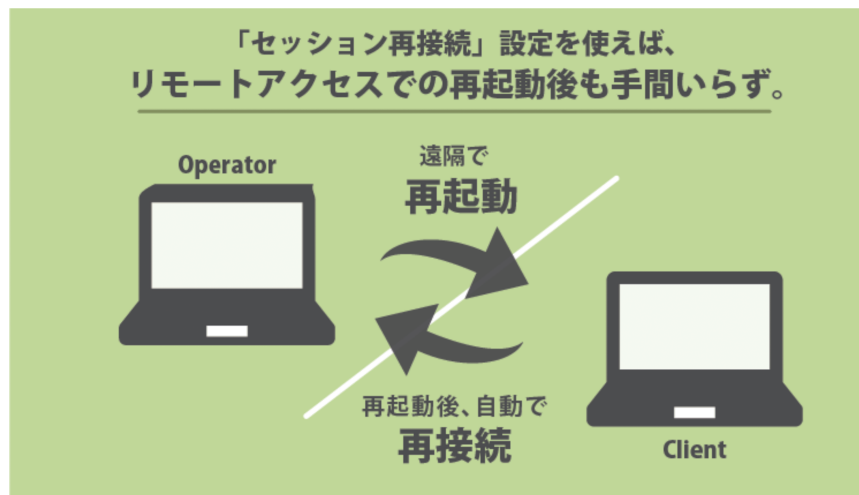 「セッション再接続」設定を使えば、
リモートアクセスでの再起動後も手間いらず。
Operator
遠隔で
再起動
再起動後、自動で
再接続
Client